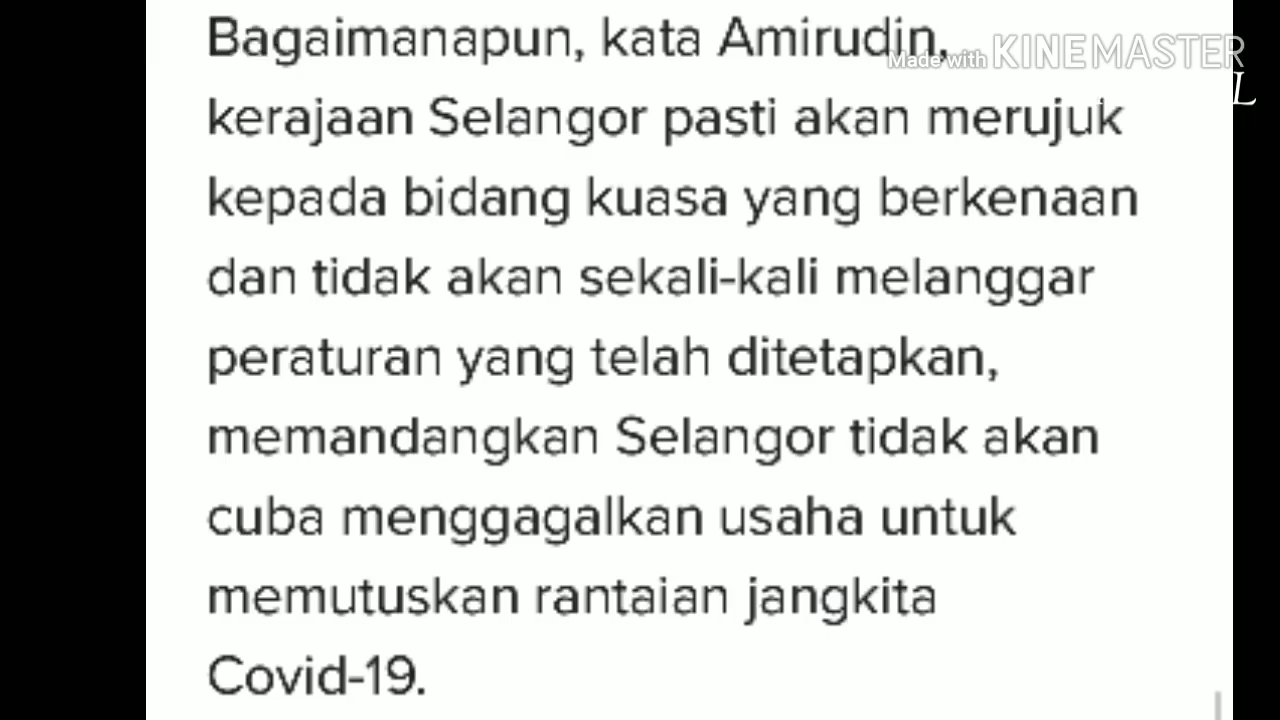 Bagaimanapun, kata Amirudin,
Made with KINEMASTER
L
kerajaan Selangor pasti akan merujuk
kepada bidang kuasa yang berkenaan
dan tidak akan sekali-kali melanggar
peraturan yang telah ditetapkan,
memandangkan Selangor tidak akan
cuba menggagalkan usaha untuk
memutuskan rantaian jangkita
Covid-19.